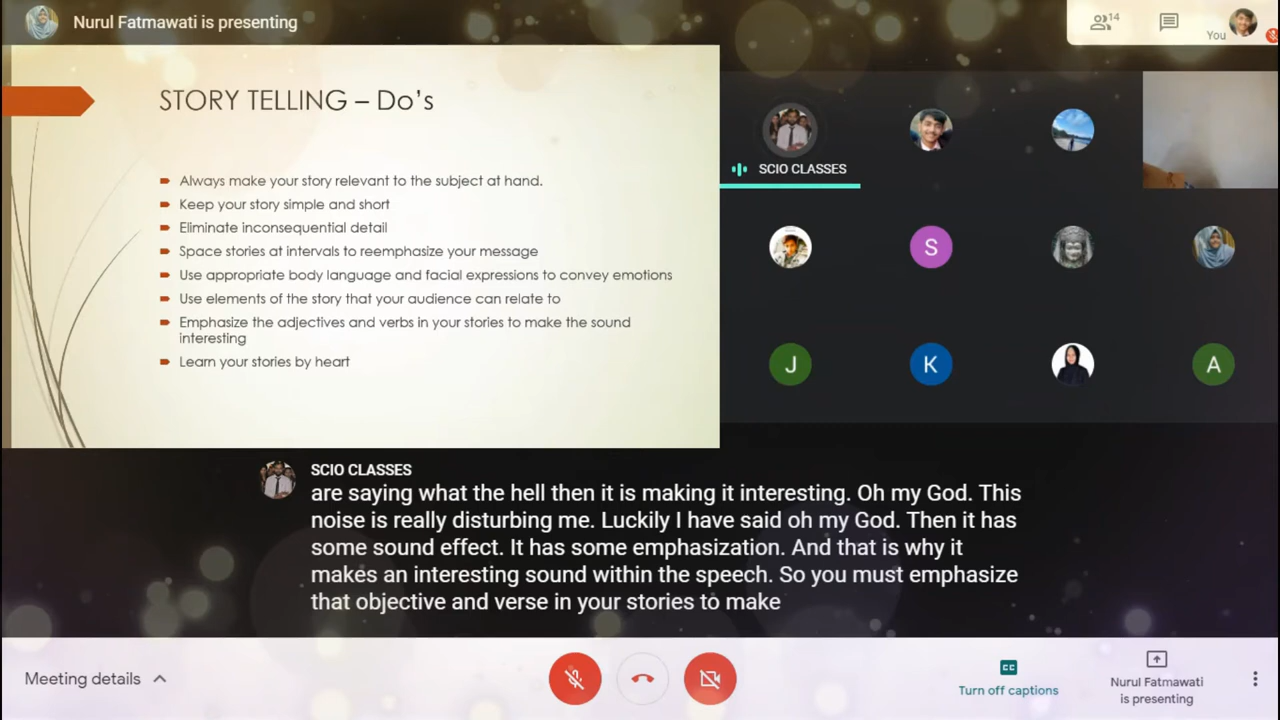 Nurul Fatmawati is presenting
14
You
STORY TELLING – Do's
Always make your story relevant to the subject at hand.
Keep your story simple and short
Eliminate inconsequential detail
Space stories at intervals to reemphasize your message
Use appropriate body language and facial expressions to convey emotions
Use elements of the story that your audience can relate to
Emphasize the adjectives and verbs in your stories to make the sound
interesting
Learn your stories by heart
SCIO CLASSES
S
J
K
A
SCIO CLASSES
are saying what the hell then it is making it interesting. Oh my God. This
noise is really disturbing me. Luckily I have said oh my God. Then it has
some sound effect. It has some emphasization. And that is why it
makes an interesting sound within the speech. So you must emphasize
that objective and verse in your stories to make
Meeting details
CC
Turn off captions
Nurul Fatmawati
is presenting